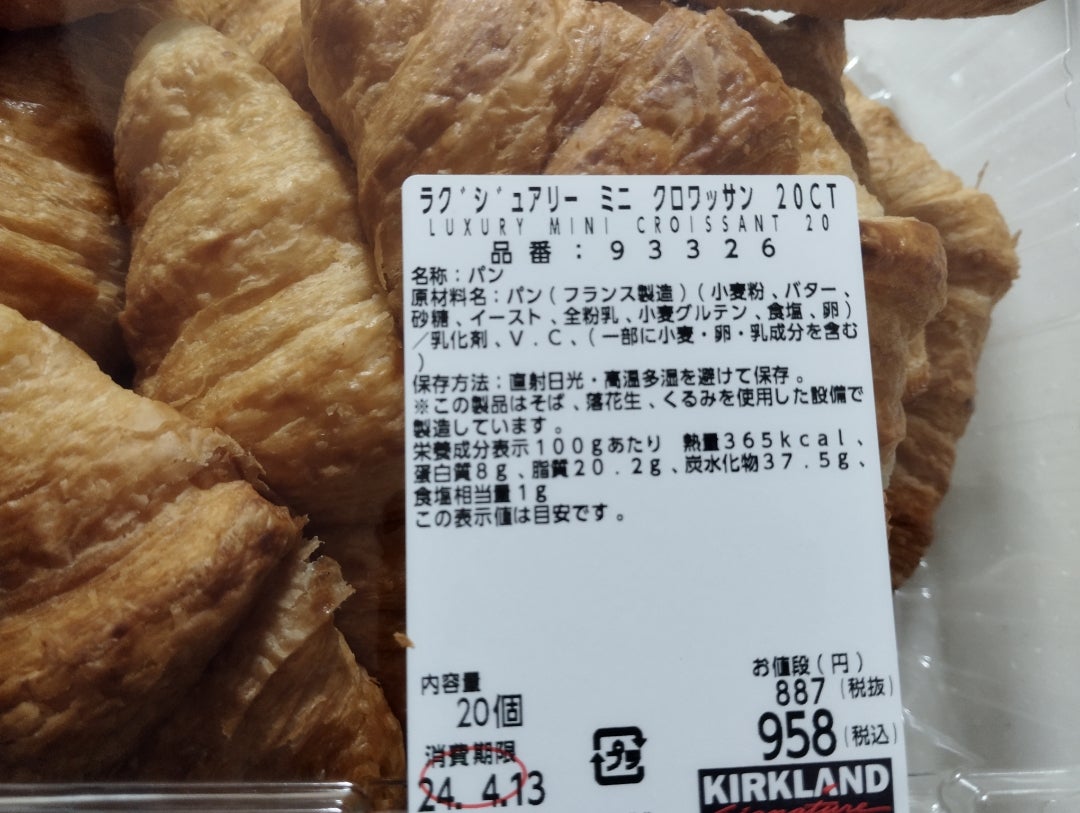 ラグジュアリー ミニ クロワッサン 20CT
LUXURY MINI CROISSANT 20
品番：93326
名称：パン
原材料名：パン(フランス製造)(小麦粉、バター、
砂糖、イースト、全粉乳、小麦グルテン、食塩、卵)
／乳化剤、V.C、(一部に小麦・卵・乳成分を含む
)
保存方法：直射日光・高温多湿を避けて保存。
※この製品はそば、落花生、くるみを使用した設備で
製造しています。
栄養成分表示100gあたり 熱量365kcal、
蛋白質8g、脂質20.2g、炭水化物37.5g、
食塩相当量1g
この表示値は目安です。
お値段(円)
887(税抜)
958(税込)
内容量
20個
消費期限
24. 4.13
プラ
KIRKLAND
Signature